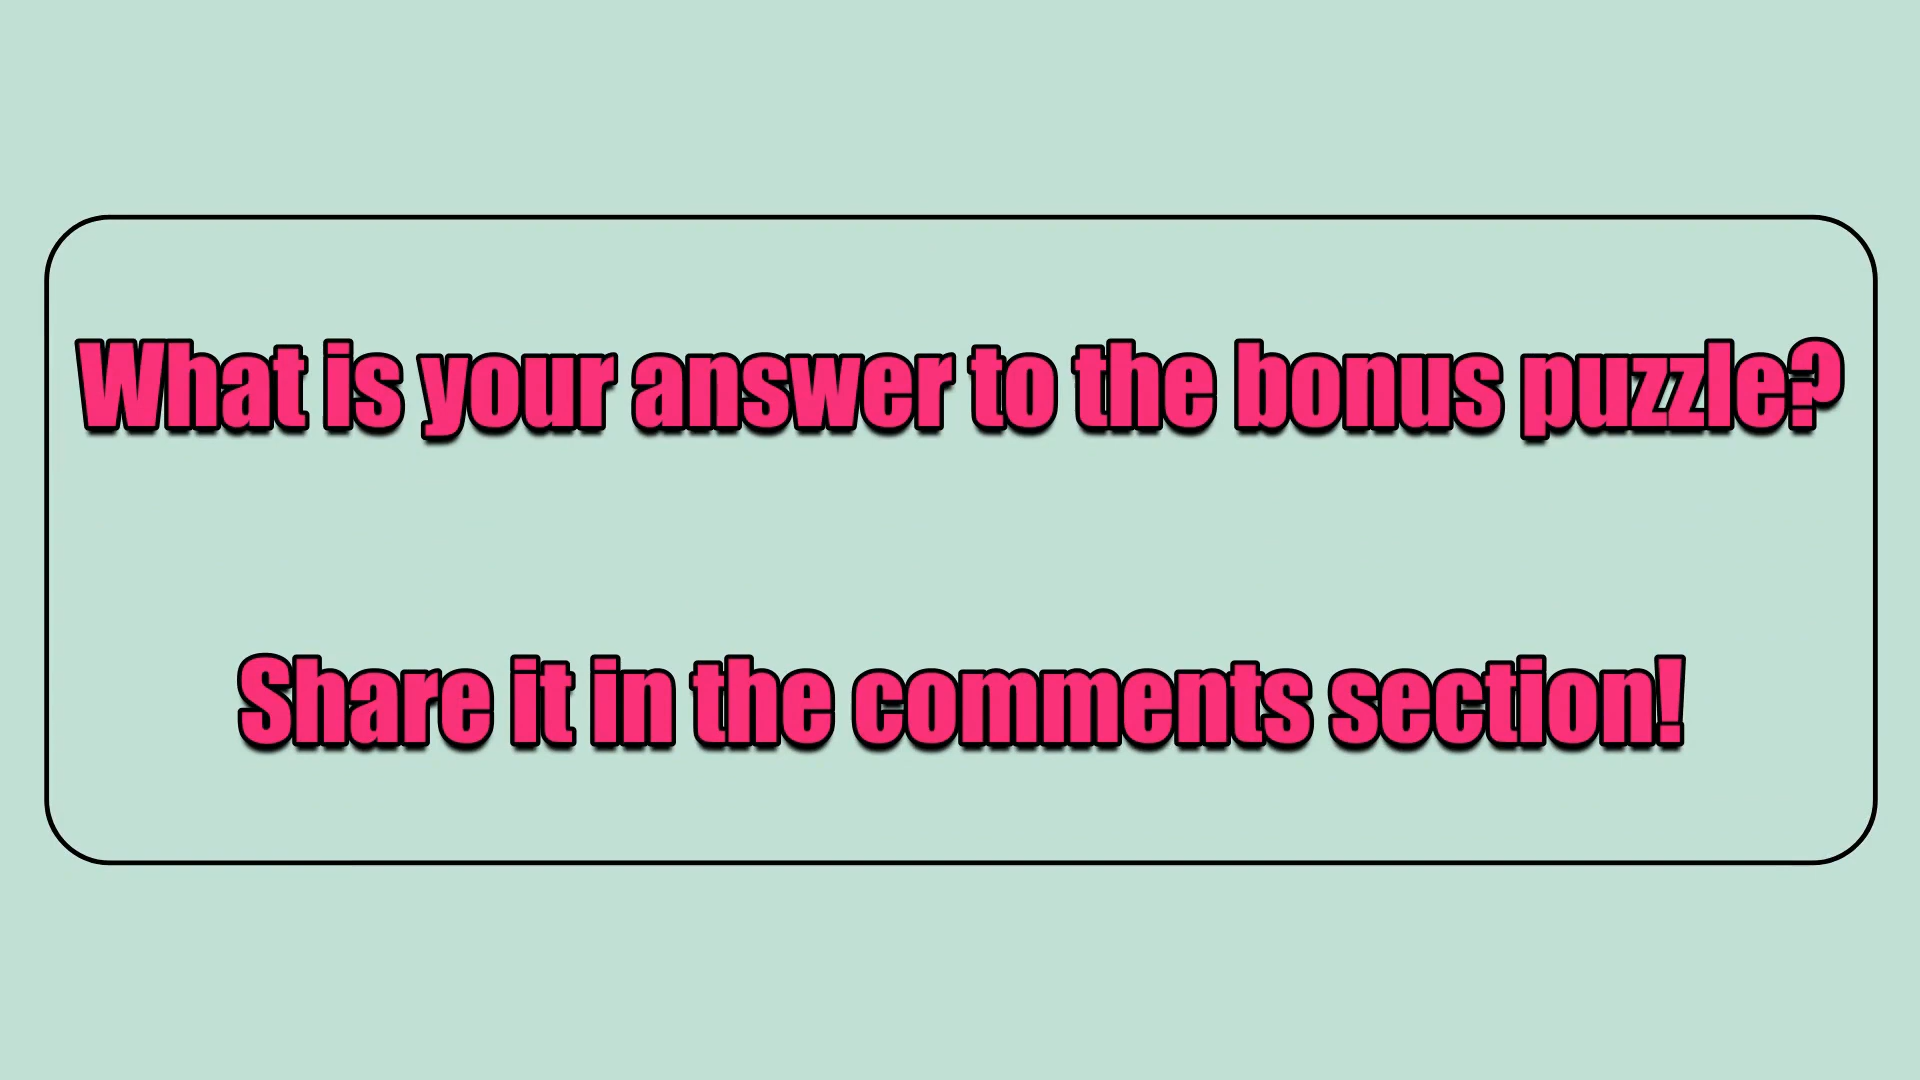 What is your answer to the bonus puzzle?
Share it in the comments section!